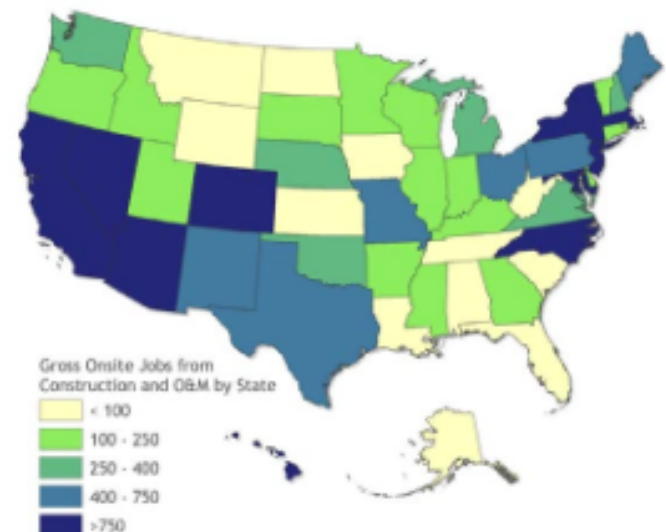 Gross Onsite Jobs from
Construction and O&M by State
< 100
100 - 250
250 - 400
400 - 750
>750